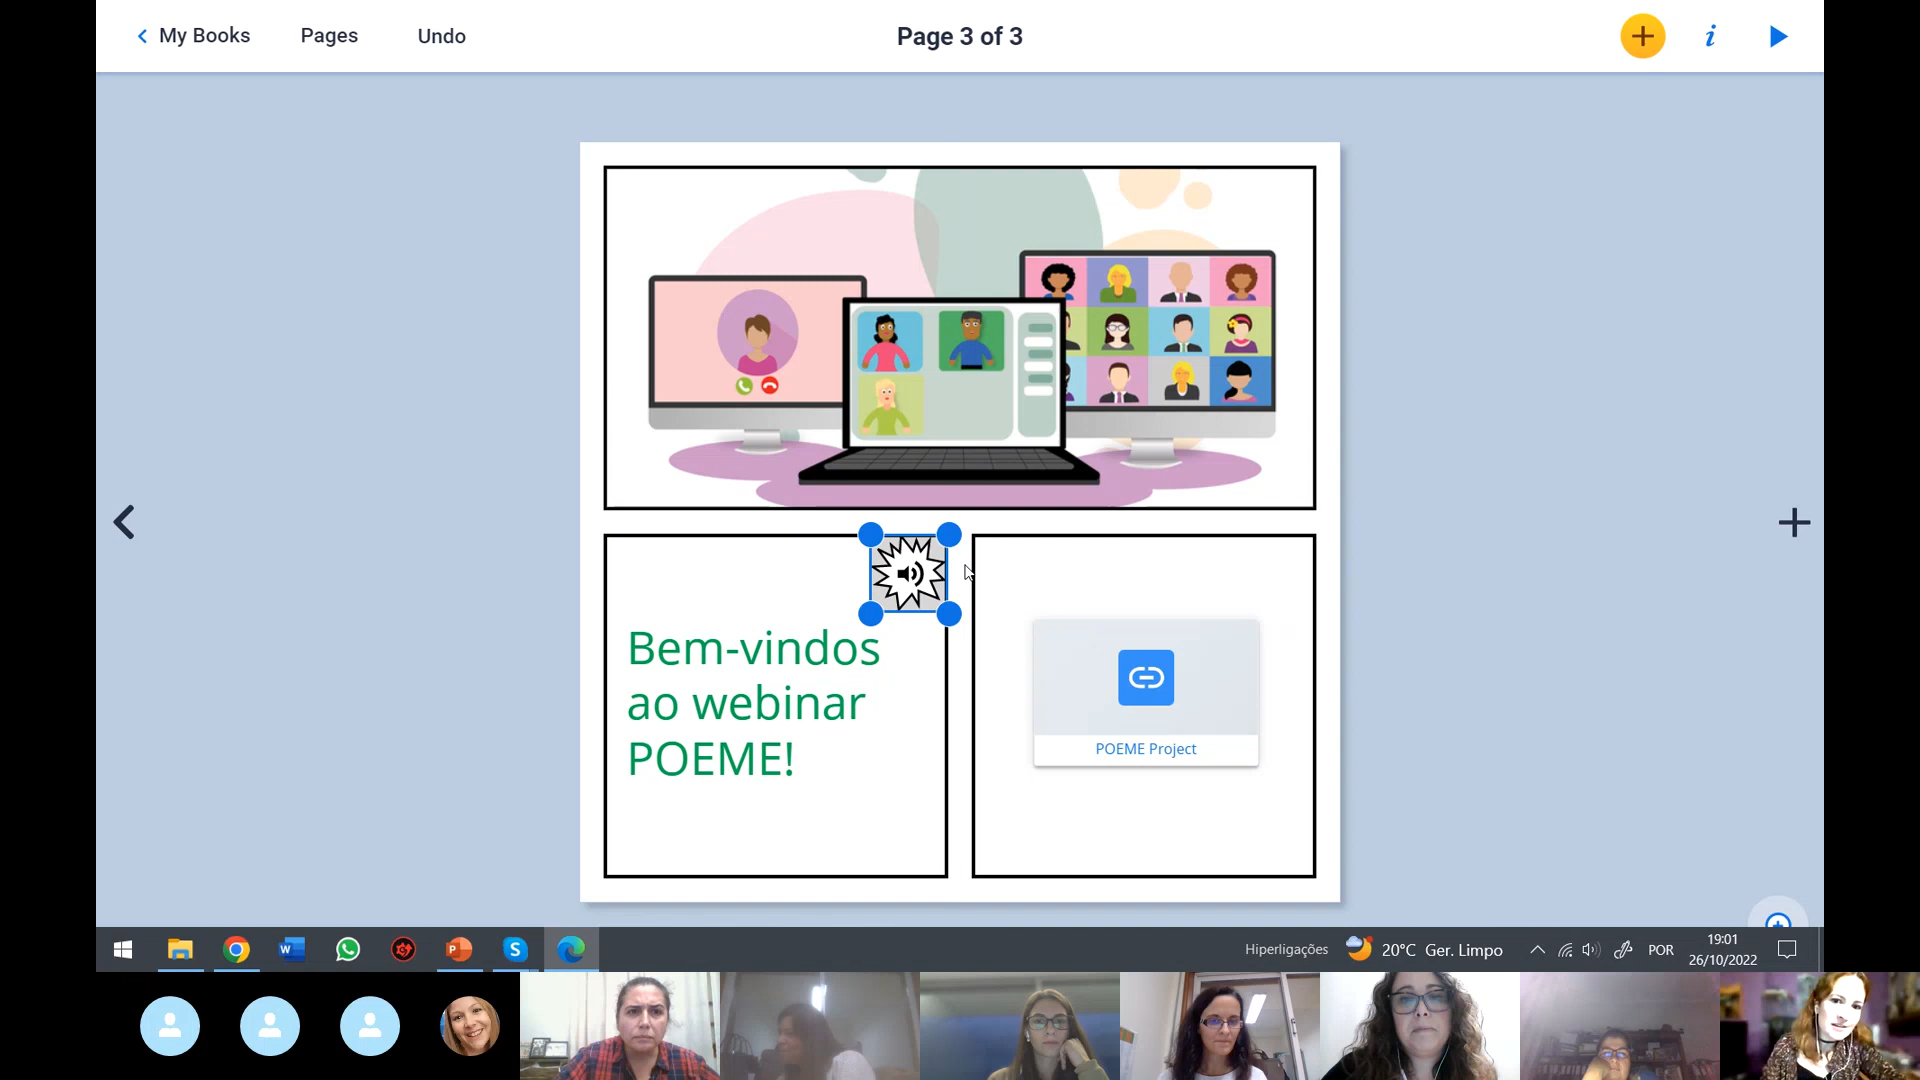 My Books
Pages
Undo
Page 3 of 3
Bem-vindos
ao webinar
POEME!
POEME Project
Hiperligações
20°C Ger. Limpo
POR
19:01
26/10/2022